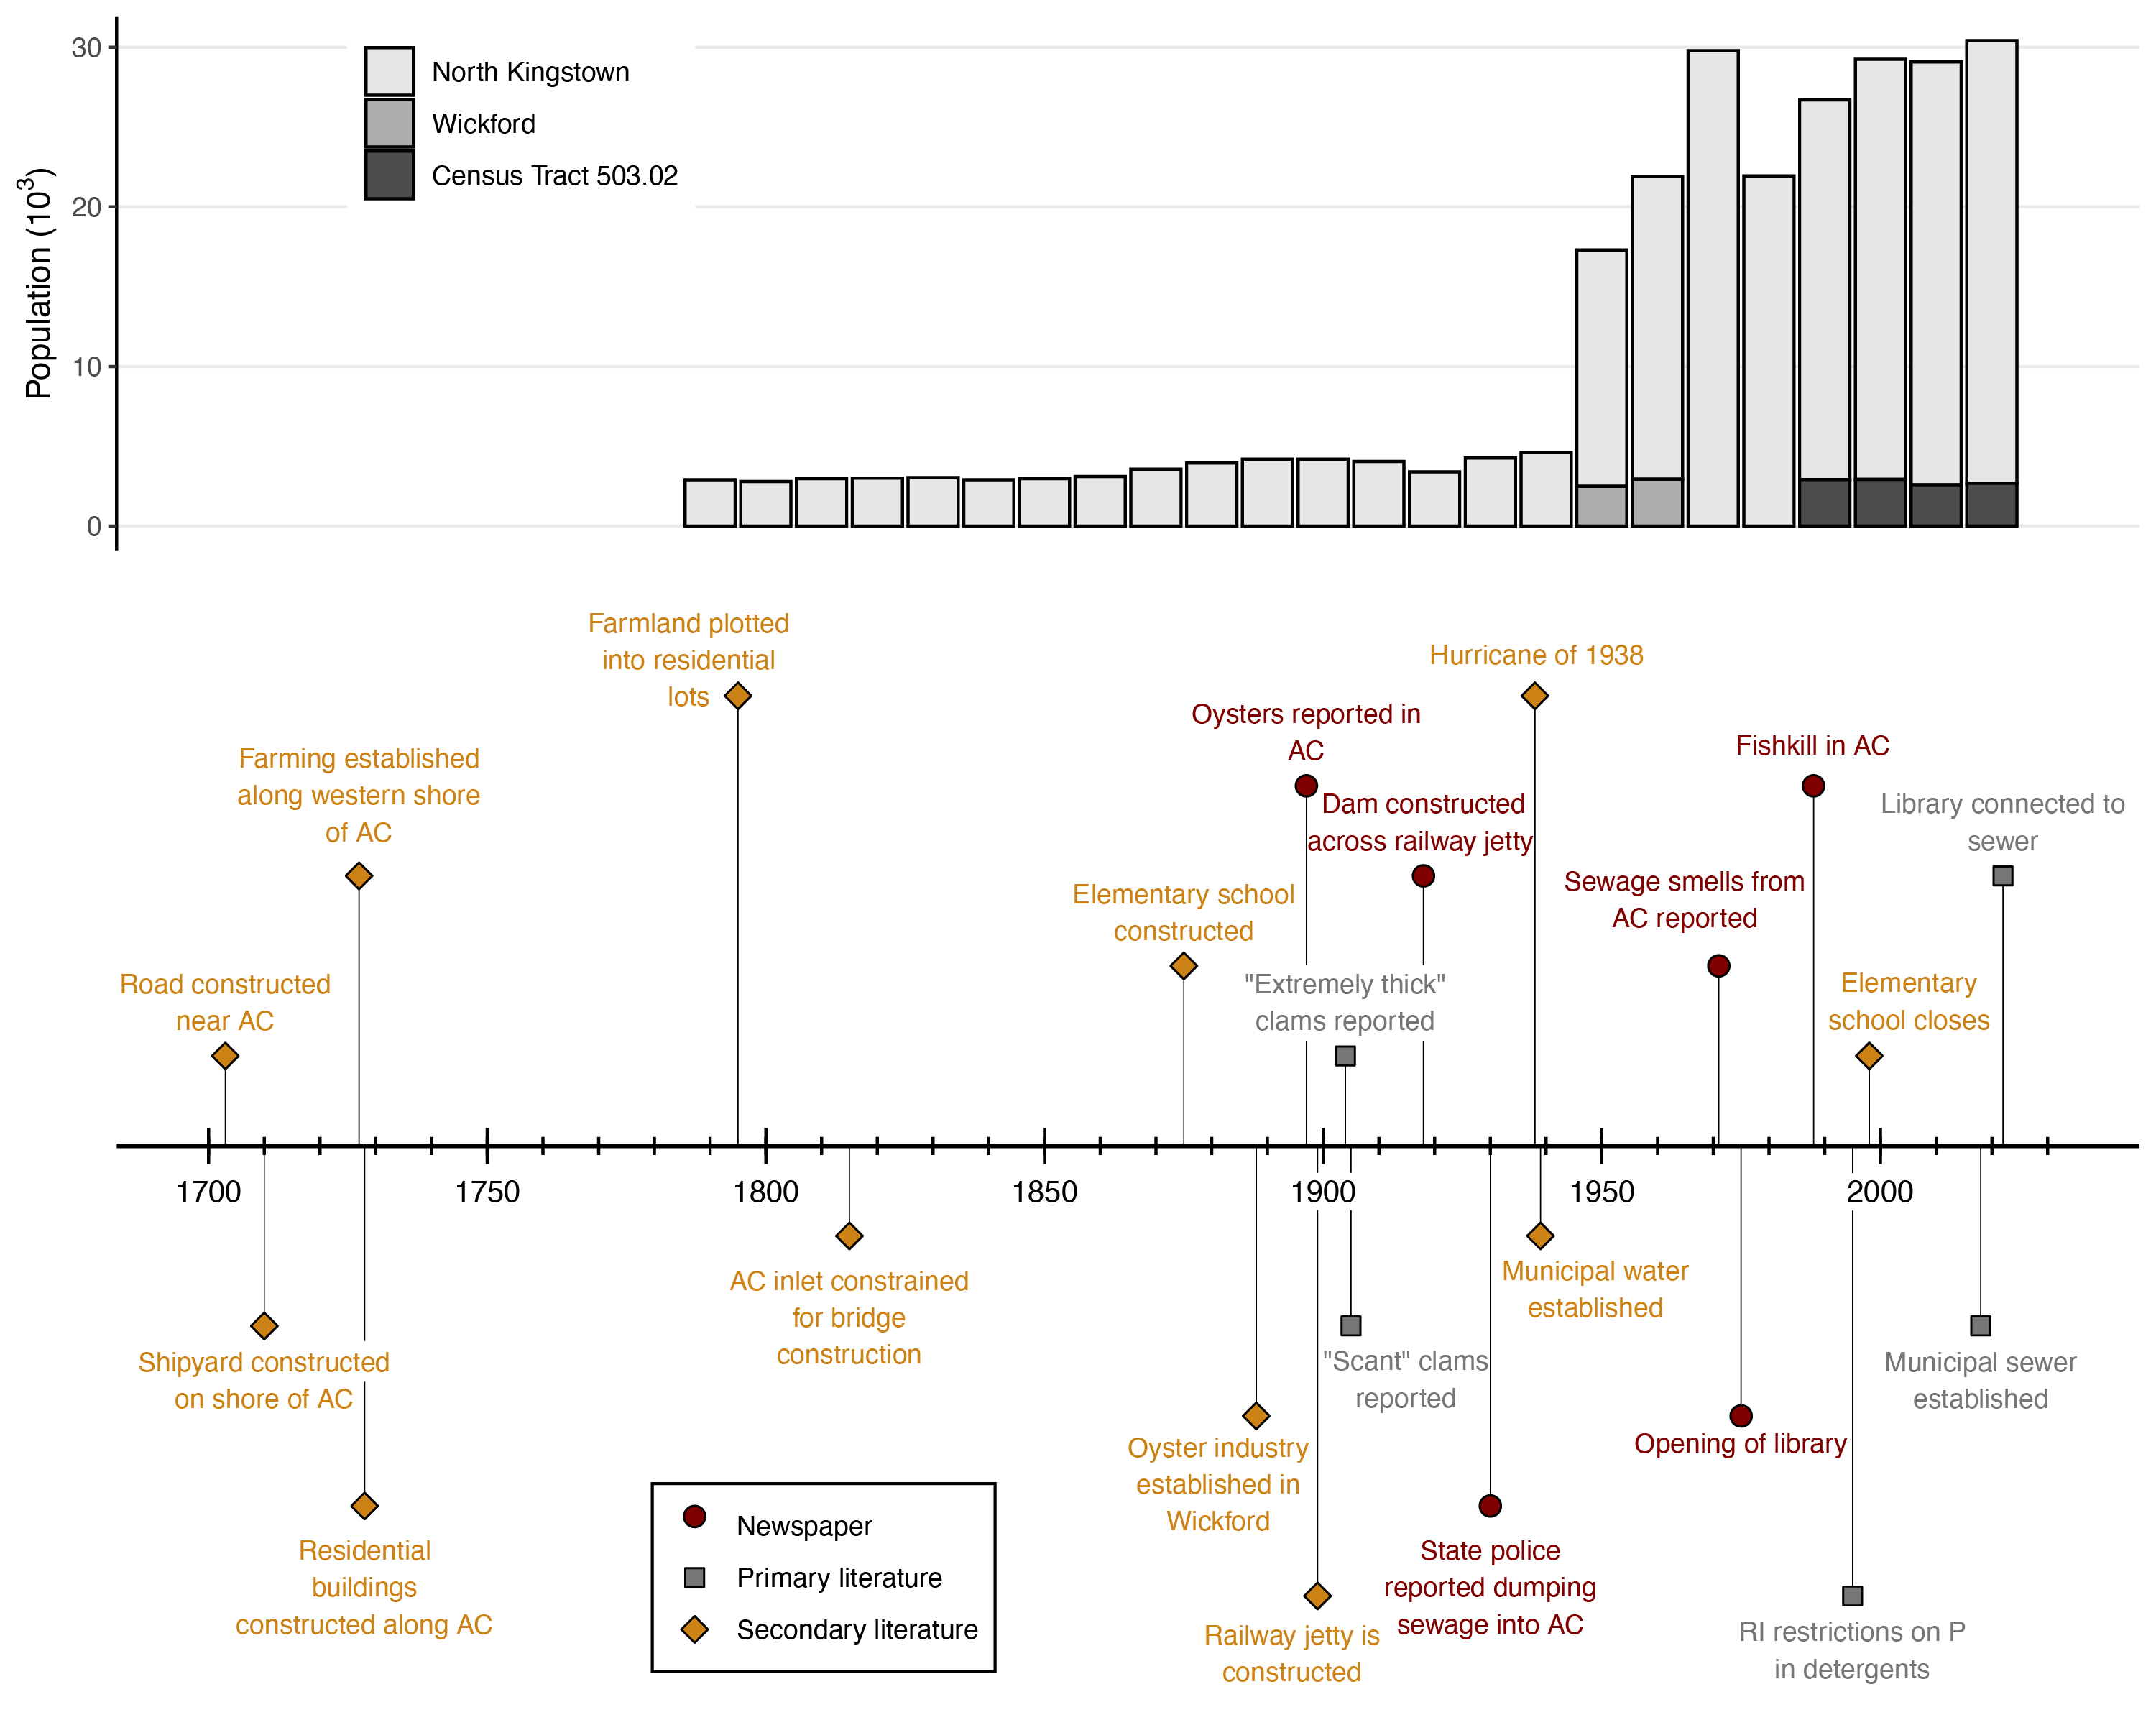 30
20
10
0
Population (10³)
North Kingstown
Wickford
Census Tract 503.02
Farmland plotted
into residential
lots
Hurricane of 1938
Oysters reported in
AC
Fishkill in AC
Farming established
along western shore
of AC
Dam constructed
across railway jetty
Library connected to
sewer
Elementary school
constructed
Sewage smells from
AC reported
Road constructed
near AC
"Extremely thick"
clams reported
Elementary
school closes
1700
1750
1800
1850
1900
1950
2000
AC inlet constrained
for bridge
construction
Municipal water
established
Shipyard constructed
on shore of AC
"Scant" clams
reported
Municipal sewer
established
Oyster industry
established in
Wickford
Opening of library
Residential
buildings
constructed along AC
State police
reported dumping
sewage into AC
Railway jetty is
constructed
RI restrictions on P
in detergents
Newspaper
Primary literature
Secondary literature